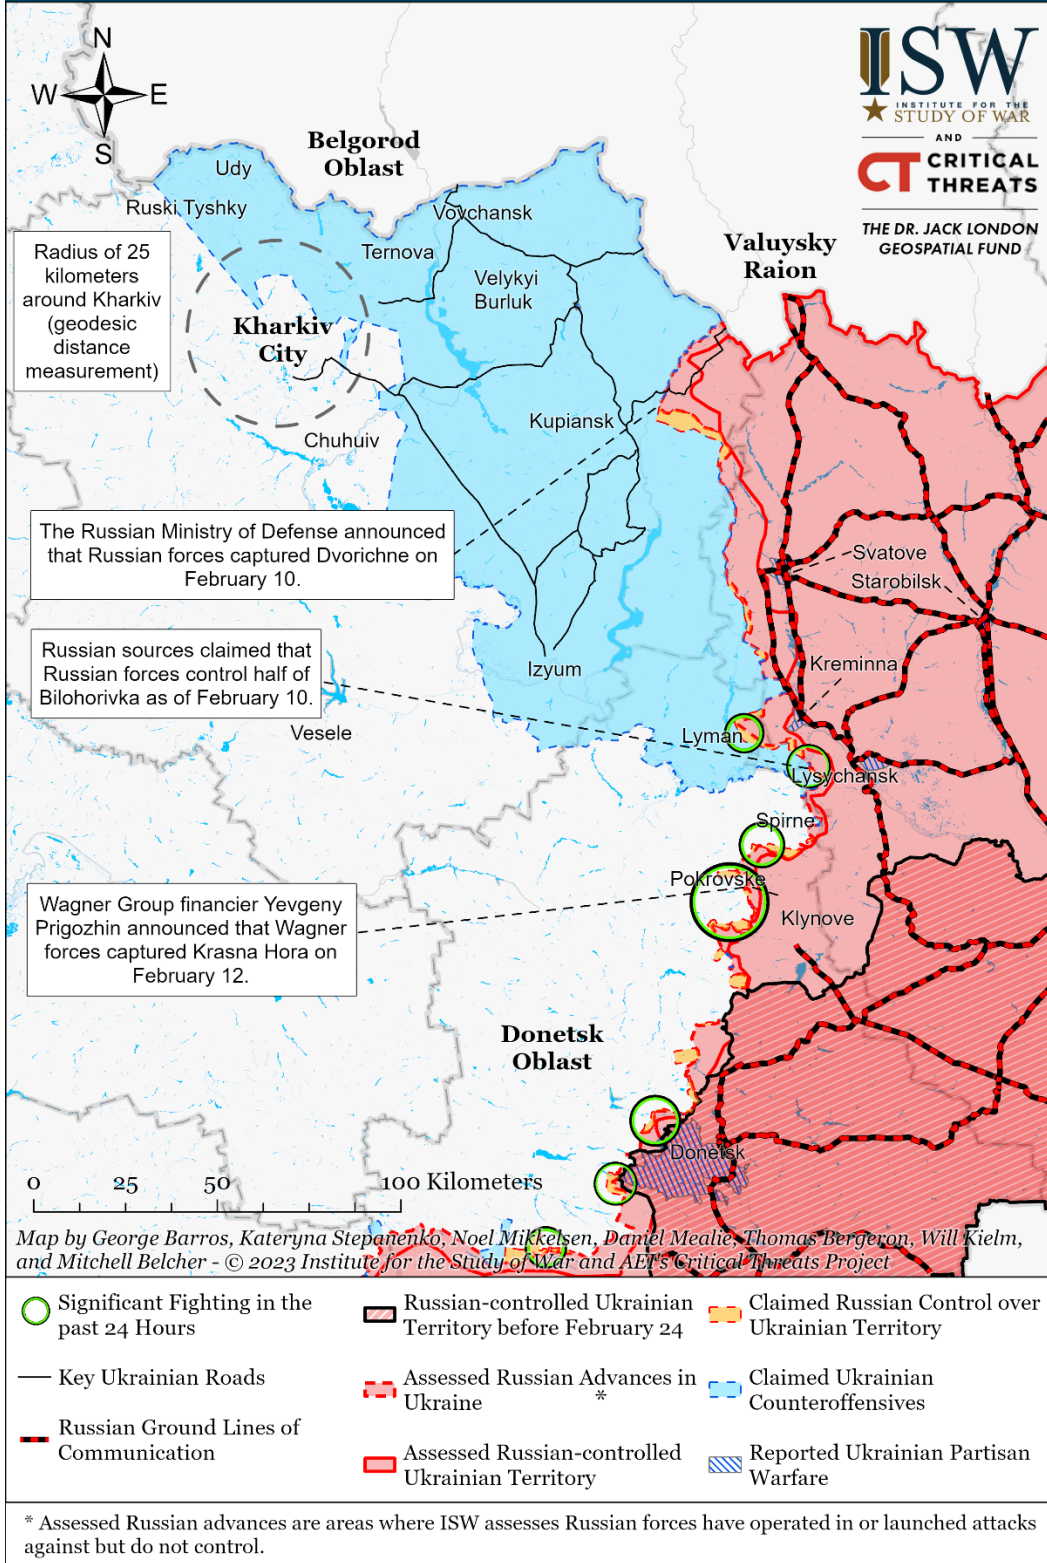 N
W
E
S
ISW
INSTITUTE FOR THE
STUDY OF WAR
AND
CT CRITICAL
THREATS
THE DR. JACK LONDON
GEOSPATIAL FUND
Belgorod
Oblast
Udy
Ruski Tyshky
Vovchansk
Ternova
Valuysky
Raion
Radius of 25
kilometers
around Kharkiv
(geodesic
distance
measurement)
Velykyi
Burluk
Kharkiv
City
Kupiansk
Chuhuiv
The Russian Ministry of Defense announced
that Russian forces captured Dvorichne on
February 10.
Svatove
Starobilsk
Russian sources claimed that
Russian forces control half of
Bilohorivka as of February 10.
Izyum
Kreminna
Vesele
Lyman
Lysychansk
Spirne
Pokrovske
Klynove
Wagner Group financier Yevgeny
Prigozhin announced that Wagner
forces captured Krasna Hora on
February 12.
Donetsk
Oblast
Donetsk
0 25 50 100 Kilometers
Map by George Barros, Kateryna Stepanenko, Noel Mikkelsen, Daniel Mealie, Thomas Bergeron, Will Kielm,
and Mitchell Belcher - © 2023 Institute for the Study of War and AEI's Critical Threats Project
Significant Fighting in the
past 24 Hours
Key Ukrainian Roads
Russian Ground Lines of
Communication
Russian-controlled Ukrainian
Territory before February 24
Assessed Russian Advances in
Ukraine *
Assessed Russian-controlled
Ukrainian Territory
Claimed Russian Control over
Ukrainian Territory
Claimed Ukrainian
Counteroffensives
Reported Ukrainian Partisan
Warfare
* Assessed Russian advances are areas where ISW assesses Russian forces have operated in or launched attacks
against but do not control.